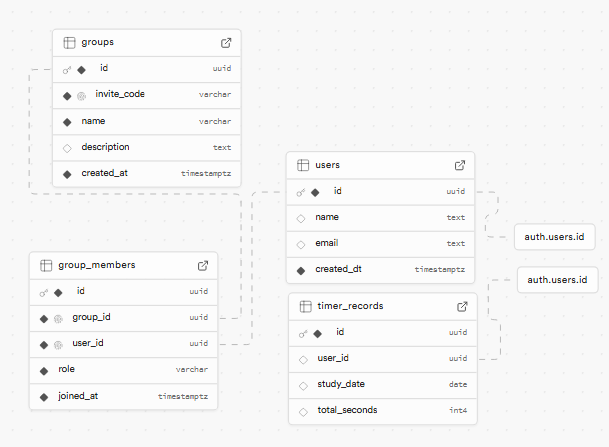 groups
id uuid
invite_code varchar
name varchar
description text
created_at timestamptz
users
id uuid
name text
email text
created_dt timestamptz
auth.users.id
group_members
id uuid
group_id uuid
user_id uuid
role varchar
joined_at timestamptz
auth.users.id
timer_records
id uuid
user_id uuid
study_date date
total_seconds int4